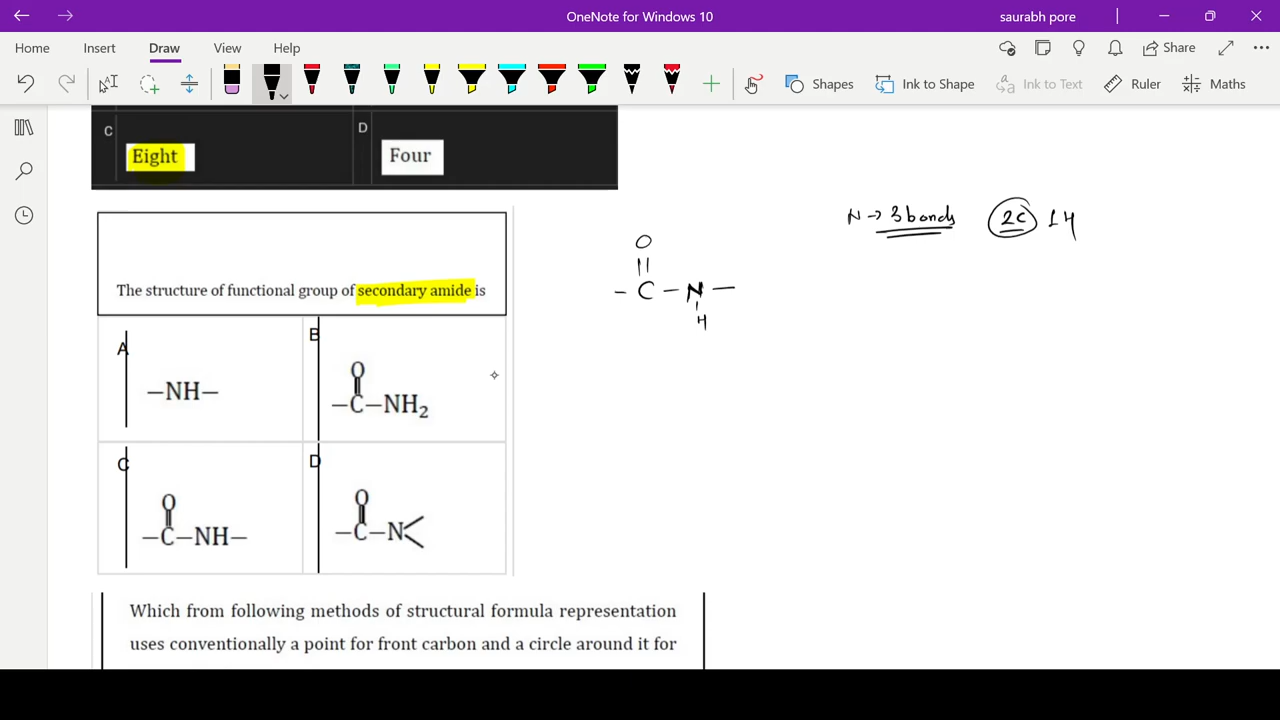 OneNote for Windows 10
saurabh pore
Home Insert Draw View Help
Share
Shapes Ink to Shape Ink to Text Ruler Maths
C Eight D Four
N → 3 bonds 2C 1H
The structure of functional group of secondary amide is
O
||
– C – N –
|
H
A
–NH–
B
O
||
–C–NH₂
C
O
||
–C–NH–
D
O
||
–C–N<
Which from following methods of structural formula representation
uses conventionally a point for front carbon and a circle around it for